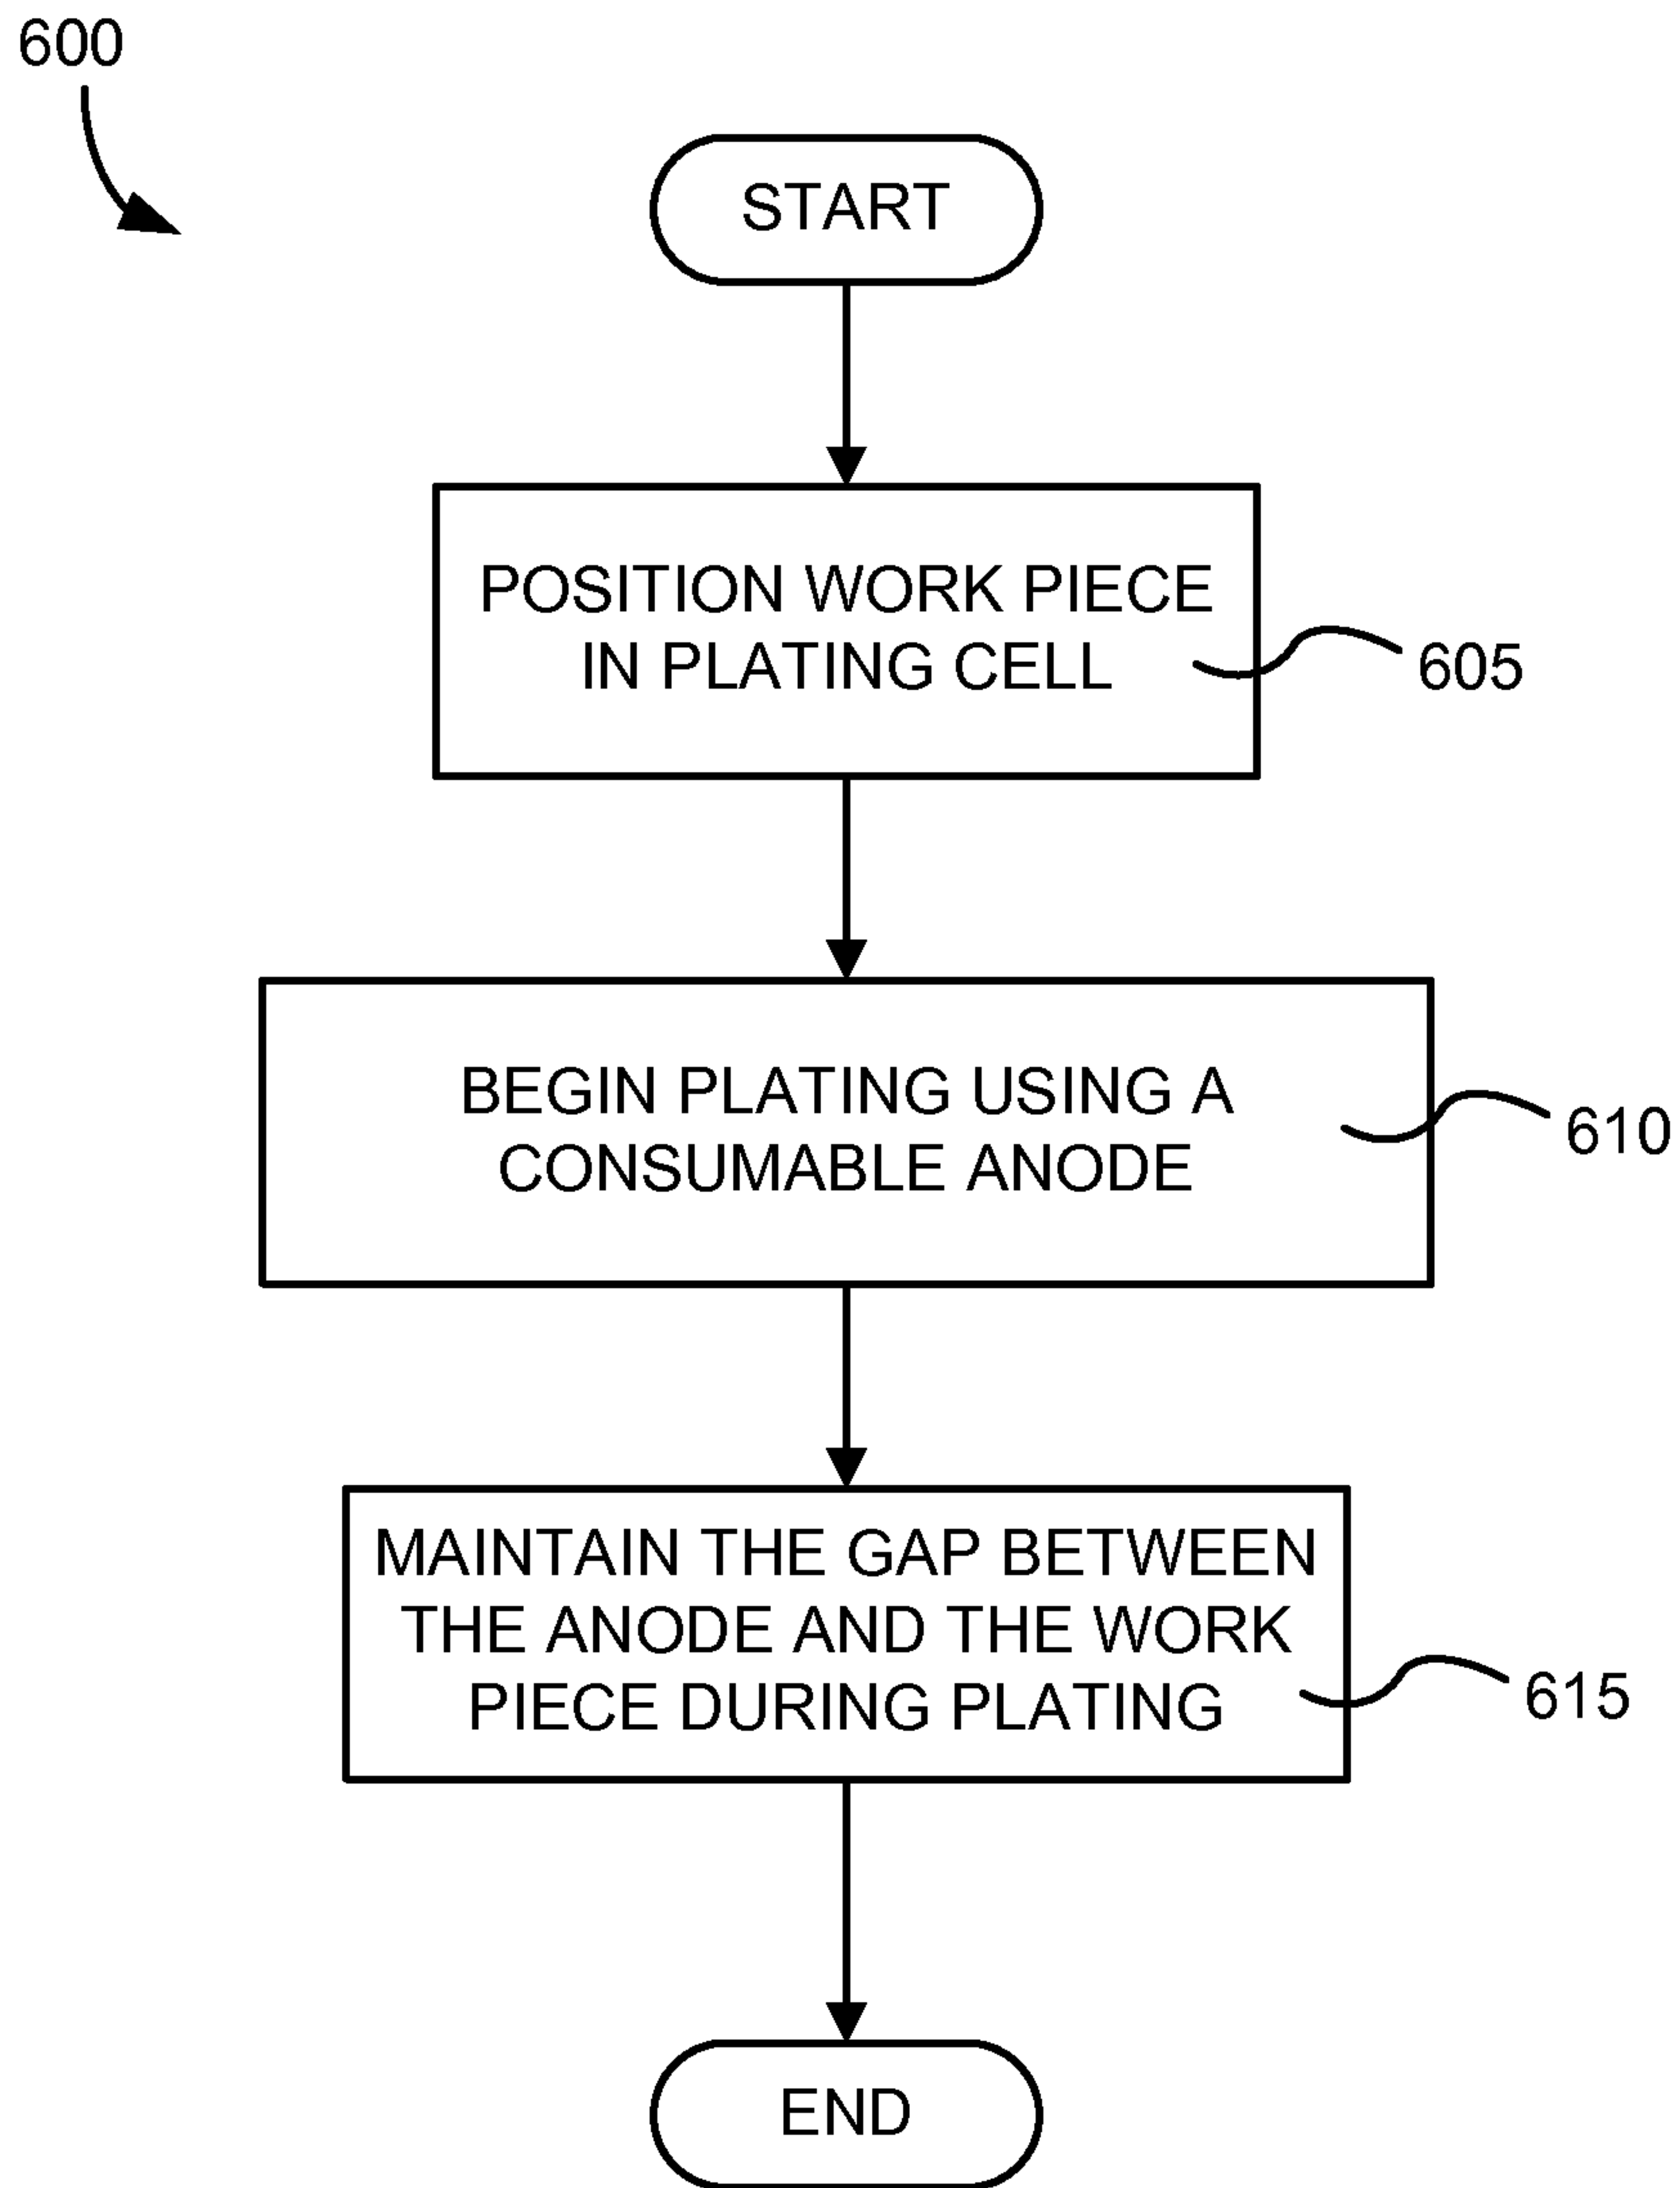 600
START
POSITION WORK PIECE
IN PLATING CELL
605
BEGIN PLATING USING A
CONSUMABLE ANODE
610
MAINTAIN THE GAP BETWEEN
THE ANODE AND THE WORK
PIECE DURING PLATING
615
END